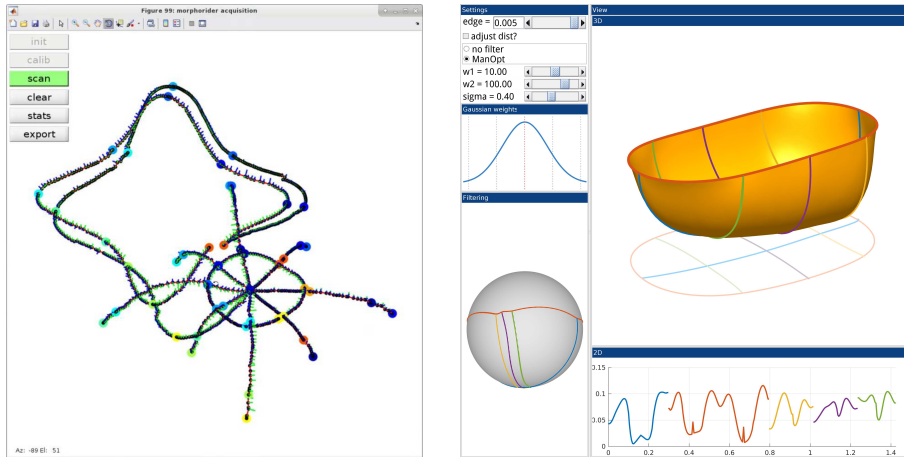 Figure 99: morphorider acquisition
init
calib
scan
clear
stats
export
Az: -89 El: 51
Settings
edge = 0.005
adjust dist?
no filter
ManOpt
w1 = 10.00
w2 = 100.00
sigma = 0.40
Gaussian weights
Filtering
View
3D
2D
0.15
0.1
0.05
0
0 0.2 0.4 0.6 0.8 1 1.2 1.4